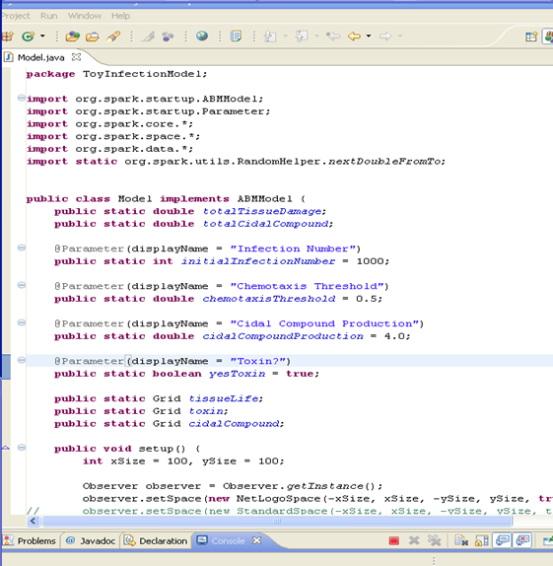 Project Run Window Help
Model.java
package ToyInfectionModel;
import org.spark.startup.ABMModel;
import org.spark.startup.Parameter;
import org.spark.core.*;
import org.spark.space.*;
import org.spark.data.*;
import static org.spark.utils.RandomHelper.nextDoubleFromTo;
public class Model implements ABMModel {
public static double totalTissueDamage;
public static double totalCidalCompound;
@Parameter(displayName = "Infection Number")
public static int initialInfectionNumber = 1000;
@Parameter(displayName = "Chemotaxis Threshold")
public static double chemotaxisThreshold = 0.5;
@Parameter(displayName = "Cidal Compound Production")
public static double cidalCompoundProduction = 4.0;
@Parameter(displayName = "Toxin?")
public static boolean yesToxin = true;
public static Grid tissueLife;
public static Grid toxin;
public static Grid cidalCompound;
public void setup() {
int xSize = 100, ySize = 100;
Observer observer = Observer.getInstance();
observer.setSpace(new NetLogoSpace(-xSize, xSize, -ySize, ySize, tr
// observer.setSpace(new StandardSpace(-xSize, xSize, -ySize, ySize, t
Problems @ Javadoc Declaration Console